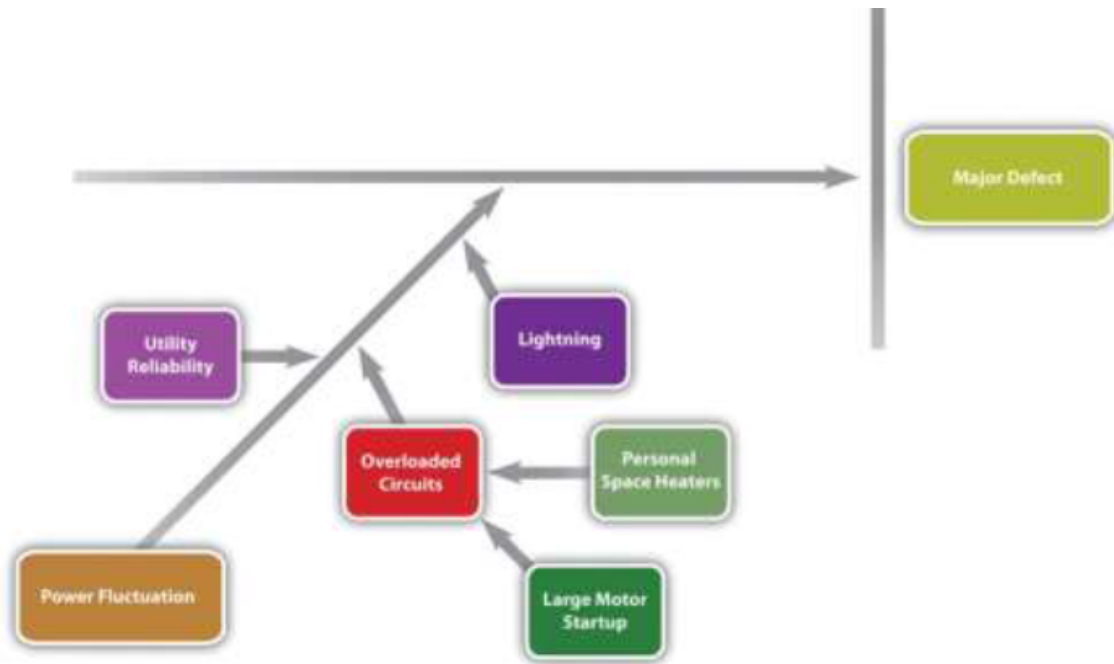 Major Defect
Lightning
Utility
Reliability
Overloaded
Circuits
Personal
Space Heaters
Power Fluctuation
Large Motor
Startup